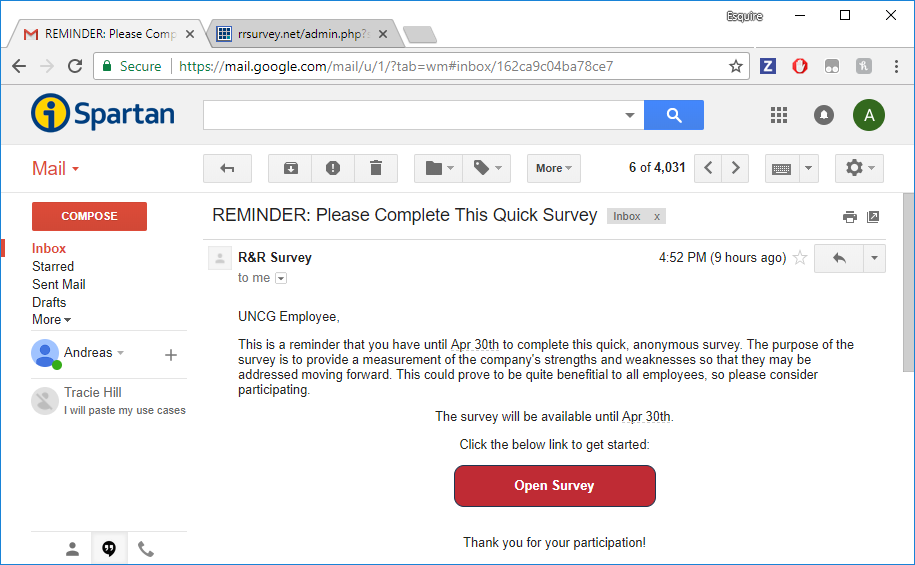 Esquire
REMINDER: Please Comp
rrsurvey.net/admin.php?
Secure
https://mail.google.com/mail/u/1/?tab=wm#inbox/162ca9c04ba78ce7
Z
i Spartan
A
Mail
More
6 of 4,031
COMPOSE
REMINDER: Please Complete This Quick Survey
Inbox x
Inbox
Starred
Sent Mail
Drafts
More
R&R Survey
4:52 PM (9 hours ago)
to me
UNCG Employee,
This is a reminder that you have until Apr 30th to complete this quick, anonymous survey. The purpose of the
survey is to provide a measurement of the company's strengths and weaknesses so that they may be
addressed moving forward. This could prove to be quite benefitial to all employees, so please consider
participating.
Andreas
Tracie Hill
I will paste my use cases
The survey will be available until Apr 30th.
Click the below link to get started:
Open Survey
Thank you for your participation!